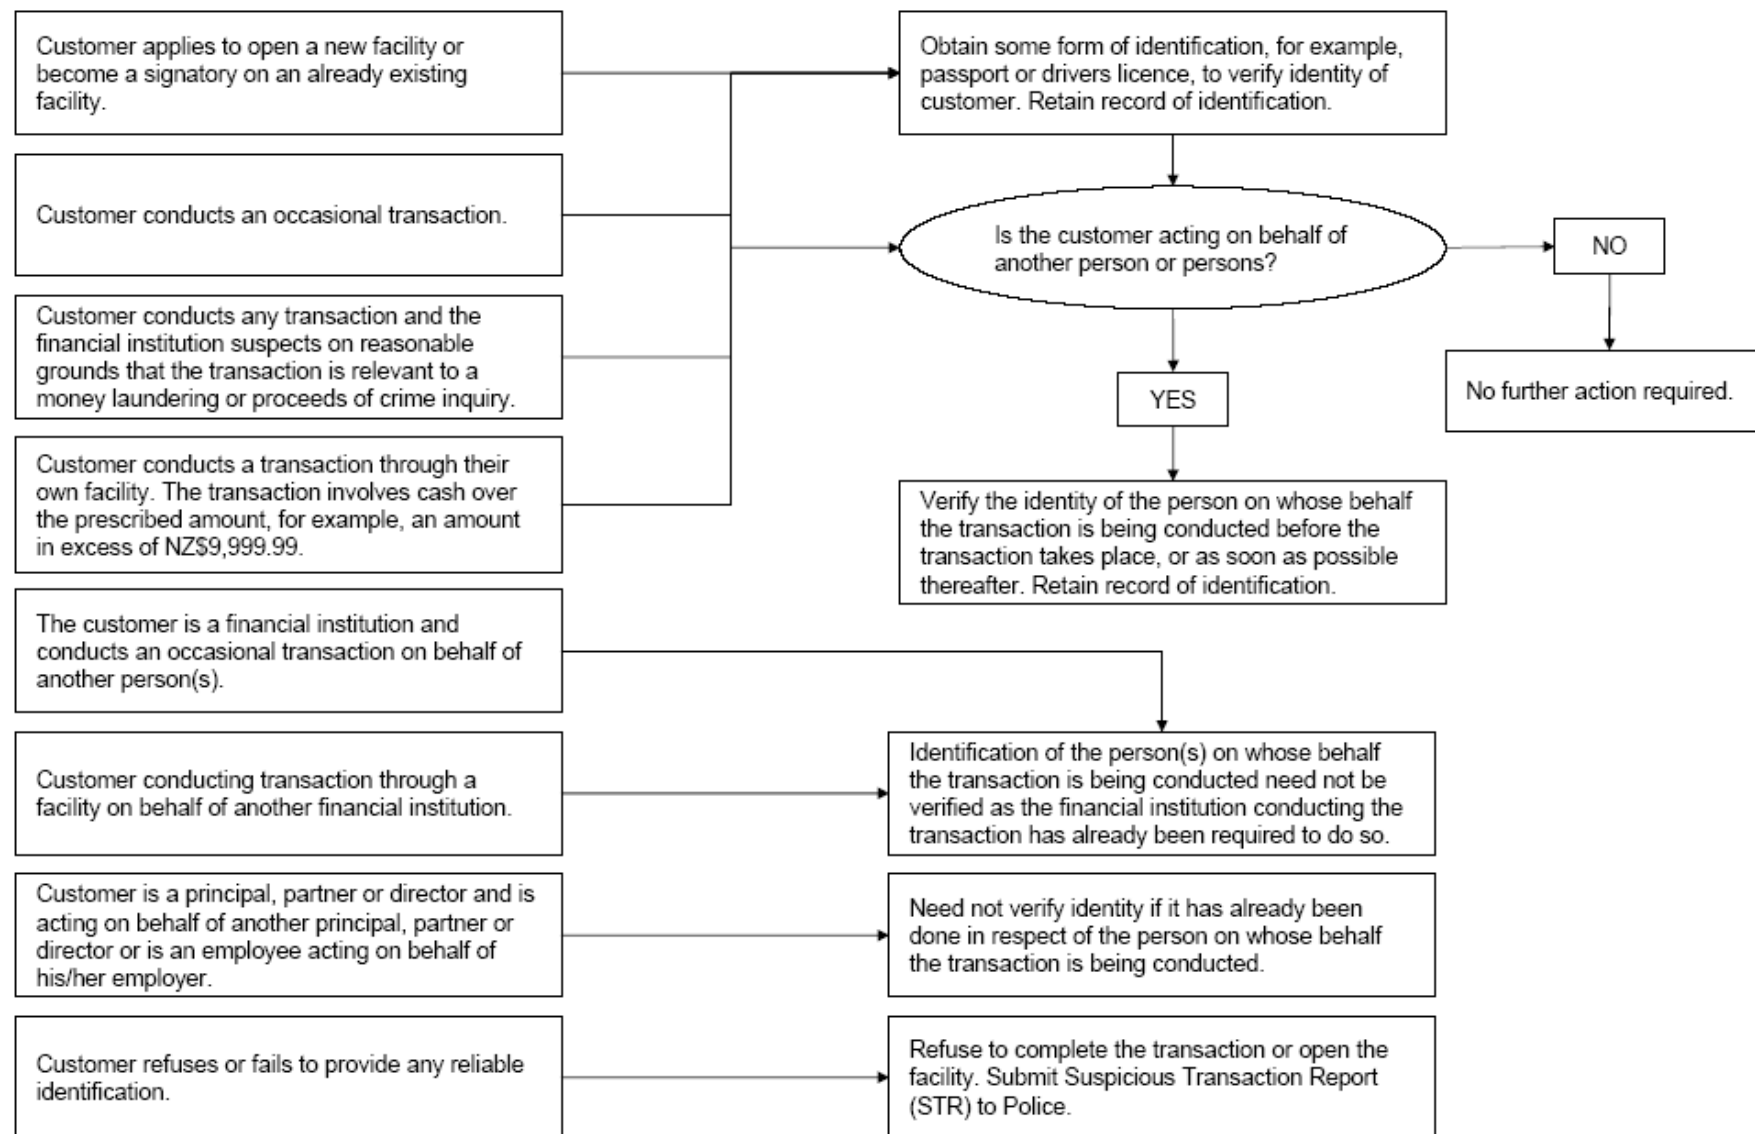 Customer applies to open a new facility or
become a signatory on an already existing
facility.
Obtain some form of identification, for example,
passport or drivers licence, to verify identity of
customer. Retain record of identification.
Customer conducts an occasional transaction.
Is the customer acting on behalf of
another person or persons?
NO
Customer conducts any transaction and the
financial institution suspects on reasonable
grounds that the transaction is relevant to a
money laundering or proceeds of crime inquiry.
YES
No further action required.
Customer conducts a transaction through their
own facility. The transaction involves cash over
the prescribed amount, for example, an amount
in excess of NZ$9,999.99.
Verify the identity of the person on whose behalf
the transaction is being conducted before the
transaction takes place, or as soon as possible
thereafter. Retain record of identification.
The customer is a financial institution and
conducts an occasional transaction on behalf of
another person(s).
Customer conducting transaction through a
facility on behalf of another financial institution.
Identification of the person(s) on whose behalf
the transaction is being conducted need not be
verified as the financial institution conducting the
transaction has already been required to do so.
Customer is a principal, partner or director and is
acting on behalf of another principal, partner or
director or is an employee acting on behalf of
his/her employer.
Need not verify identity if it has already been
done in respect of the person on whose behalf
the transaction is being conducted.
Customer refuses or fails to provide any reliable
identification.
Refuse to complete the transaction or open the
facility. Submit Suspicious Transaction Report
(STR) to Police.